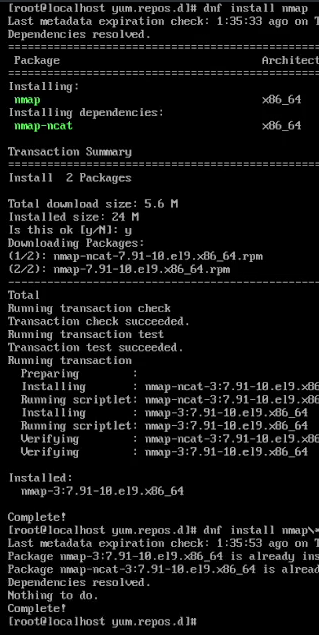 [root@localhost yum.repos.d]# dnf install nmap
Last metadata expiration check: 1:35:33 ago on T
Dependencies resolved.
================================================
Package Architect
================================================
Installing:
nmap x86_64
Installing dependencies:
nmap-ncat x86_64
Transaction Summary
================================================
Install 2 Packages
Total download size: 5.6 M
Installed size: 24 M
Is this ok [y/N]: y
Downloading Packages:
(1/2): nmap-ncat-7.91-10.el9.x86_64.rpm
(2/2): nmap-7.91-10.el9.x86_64.rpm
------------------------------------------------
Total
Running transaction check
Transaction check succeeded.
Running transaction test
Transaction test succeeded.
Running transaction
Preparing :
Installing : nmap-ncat-3:7.91-10.el9.x86
Running scriptlet: nmap-ncat-3:7.91-10.el9.x86
Installing : nmap-3:7.91-10.el9.x86_64
Running scriptlet: nmap-3:7.91-10.el9.x86_64
Verifying : nmap-ncat-3:7.91-10.el9.x86
Verifying : nmap-3:7.91-10.el9.x86_64
Installed:
nmap-3:7.91-10.el9.x86_64
Complete!
[root@localhost yum.repos.d]# dnf install nmap\*
Last metadata expiration check: 1:35:53 ago on T
Package nmap-3:7.91-10.el9.x86_64 is already ins
Package nmap-ncat-3:7.91-10.el9.x86_64 is alread
Dependencies resolved.
Nothing to do.
Complete!
[root@localhost yum.repos.d]#